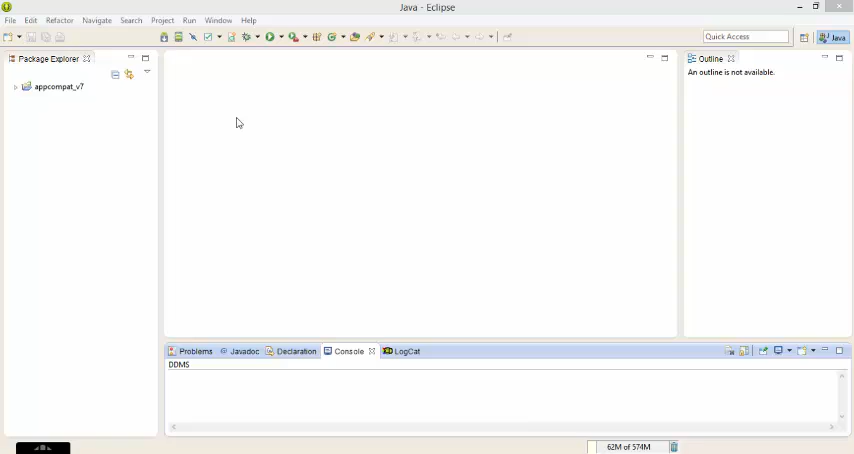 Java - Eclipse
File Edit Refactor Navigate Search Project Run Window Help
Quick Access
Java
Package Explorer
appcompat_v7
Outline
An outline is not available.
Problems Javadoc Declaration Console LogCat
DDMS
62M of 574M